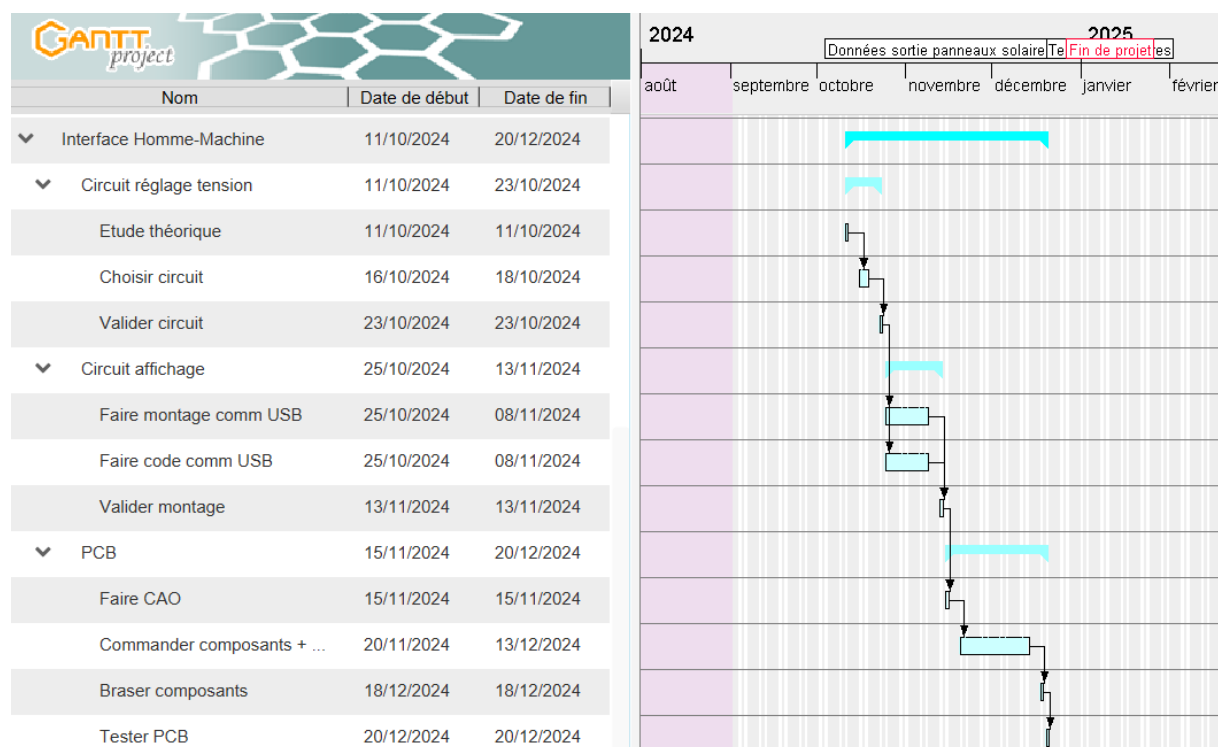 GANTT
project
2024 2025
Données sortie panneaux solaire Te Fin de projet es
août septembre octobre novembre décembre janvier février
Nom Date de début Date de fin
Interface Homme-Machine 11/10/2024 20/12/2024
Circuit réglage tension 11/10/2024 23/10/2024
Etude théorique 11/10/2024 11/10/2024
Choisir circuit 16/10/2024 18/10/2024
Valider circuit 23/10/2024 23/10/2024
Circuit affichage 25/10/2024 13/11/2024
Faire montage comm USB 25/10/2024 08/11/2024
Faire code comm USB 25/10/2024 08/11/2024
Valider montage 13/11/2024 13/11/2024
PCB 15/11/2024 20/12/2024
Faire CAO 15/11/2024 15/11/2024
Commander composants + ... 20/11/2024 13/12/2024
Braser composants 18/12/2024 18/12/2024
Tester PCB 20/12/2024 20/12/2024